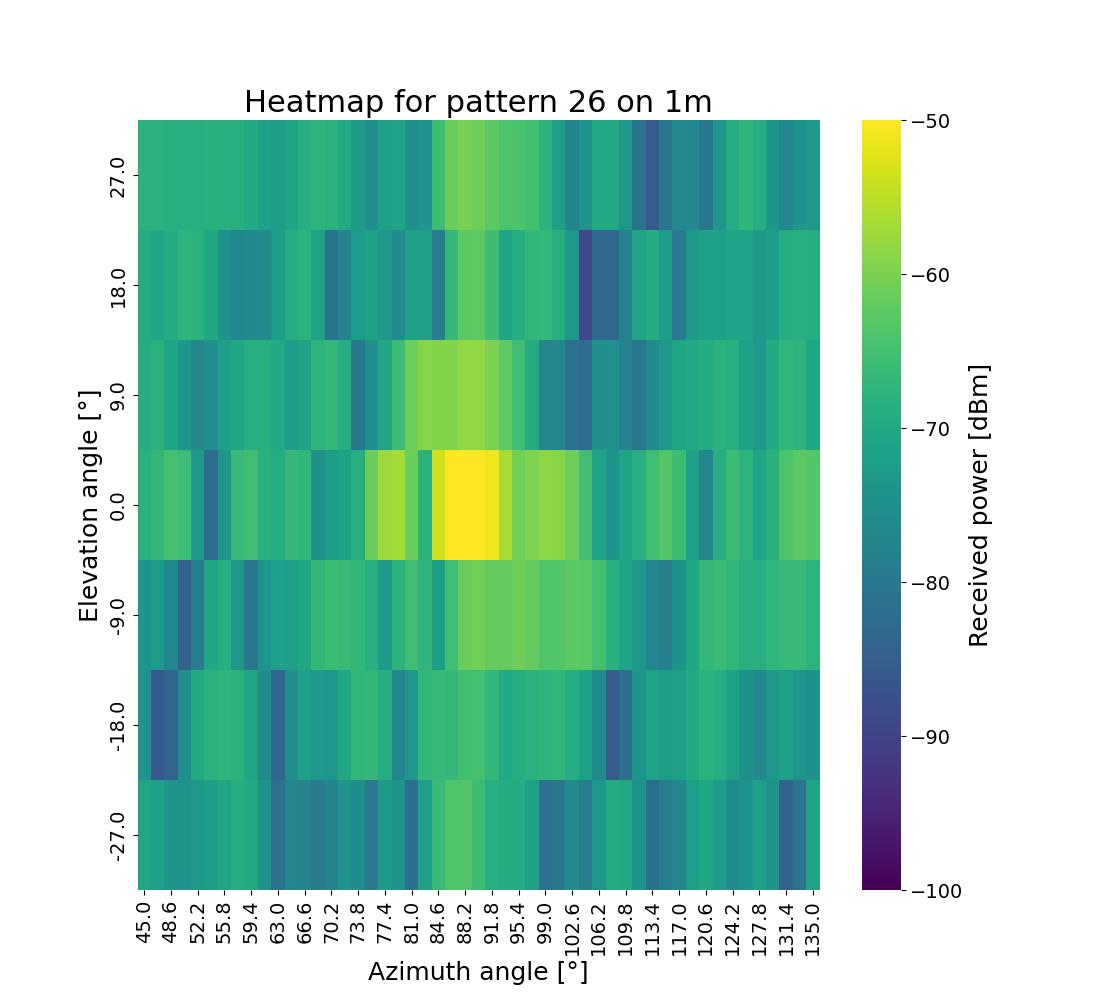 Heatmap for pattern 26 on 1m
Elevation angle [°]
27.0
18.0
9.0
0.0
-9.0
-18.0
-27.0
45.0 48.6 52.2 55.8 59.4 63.0 66.6 70.2 73.8 77.4 81.0 84.6 88.2 91.8 95.4 99.0 102.6 106.2 109.8 113.4 117.0 120.6 124.2 127.8 131.4 135.0
Azimuth angle [°]
−50
−60
−70
−80
−90
−100
Received power [dBm]